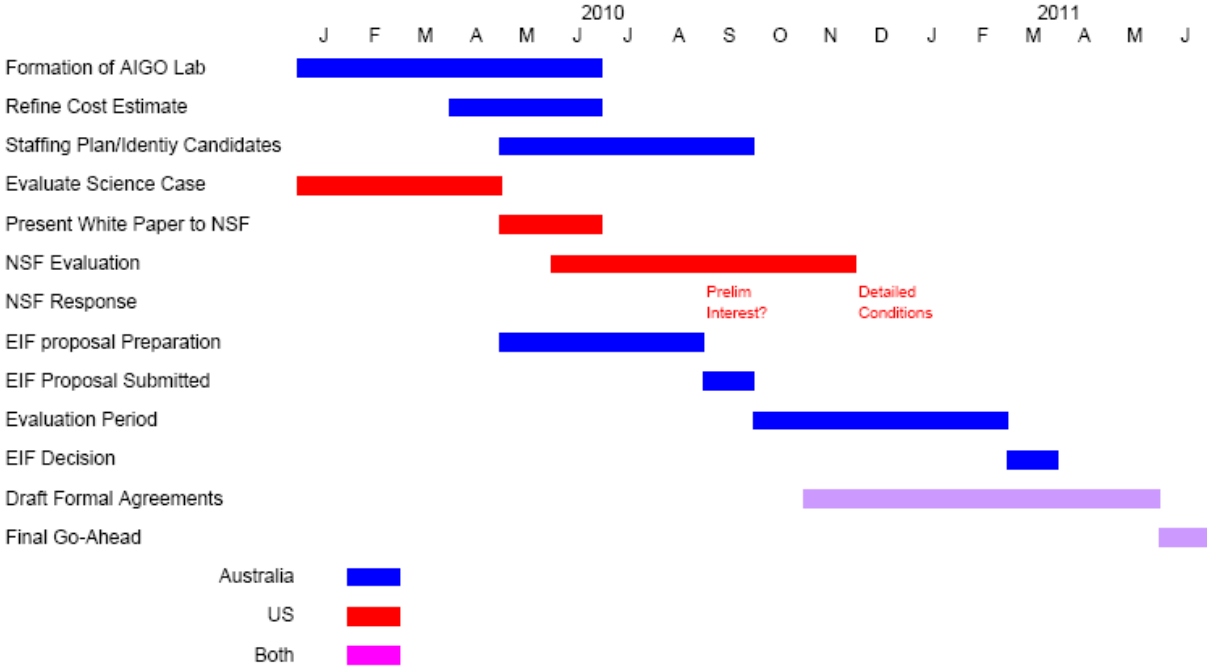 2010 2011
J F M A M J J A S O N D J F M A M J
Formation of AIGO Lab
Refine Cost Estimate
Staffing Plan/Identiy Candidates
Evaluate Science Case
Present White Paper to NSF
NSF Evaluation
NSF Response
Prelim
Interest?
Detailed
Conditions
EIF proposal Preparation
EIF Proposal Submitted
Evaluation Period
EIF Decision
Draft Formal Agreements
Final Go-Ahead
Australia
US
Both